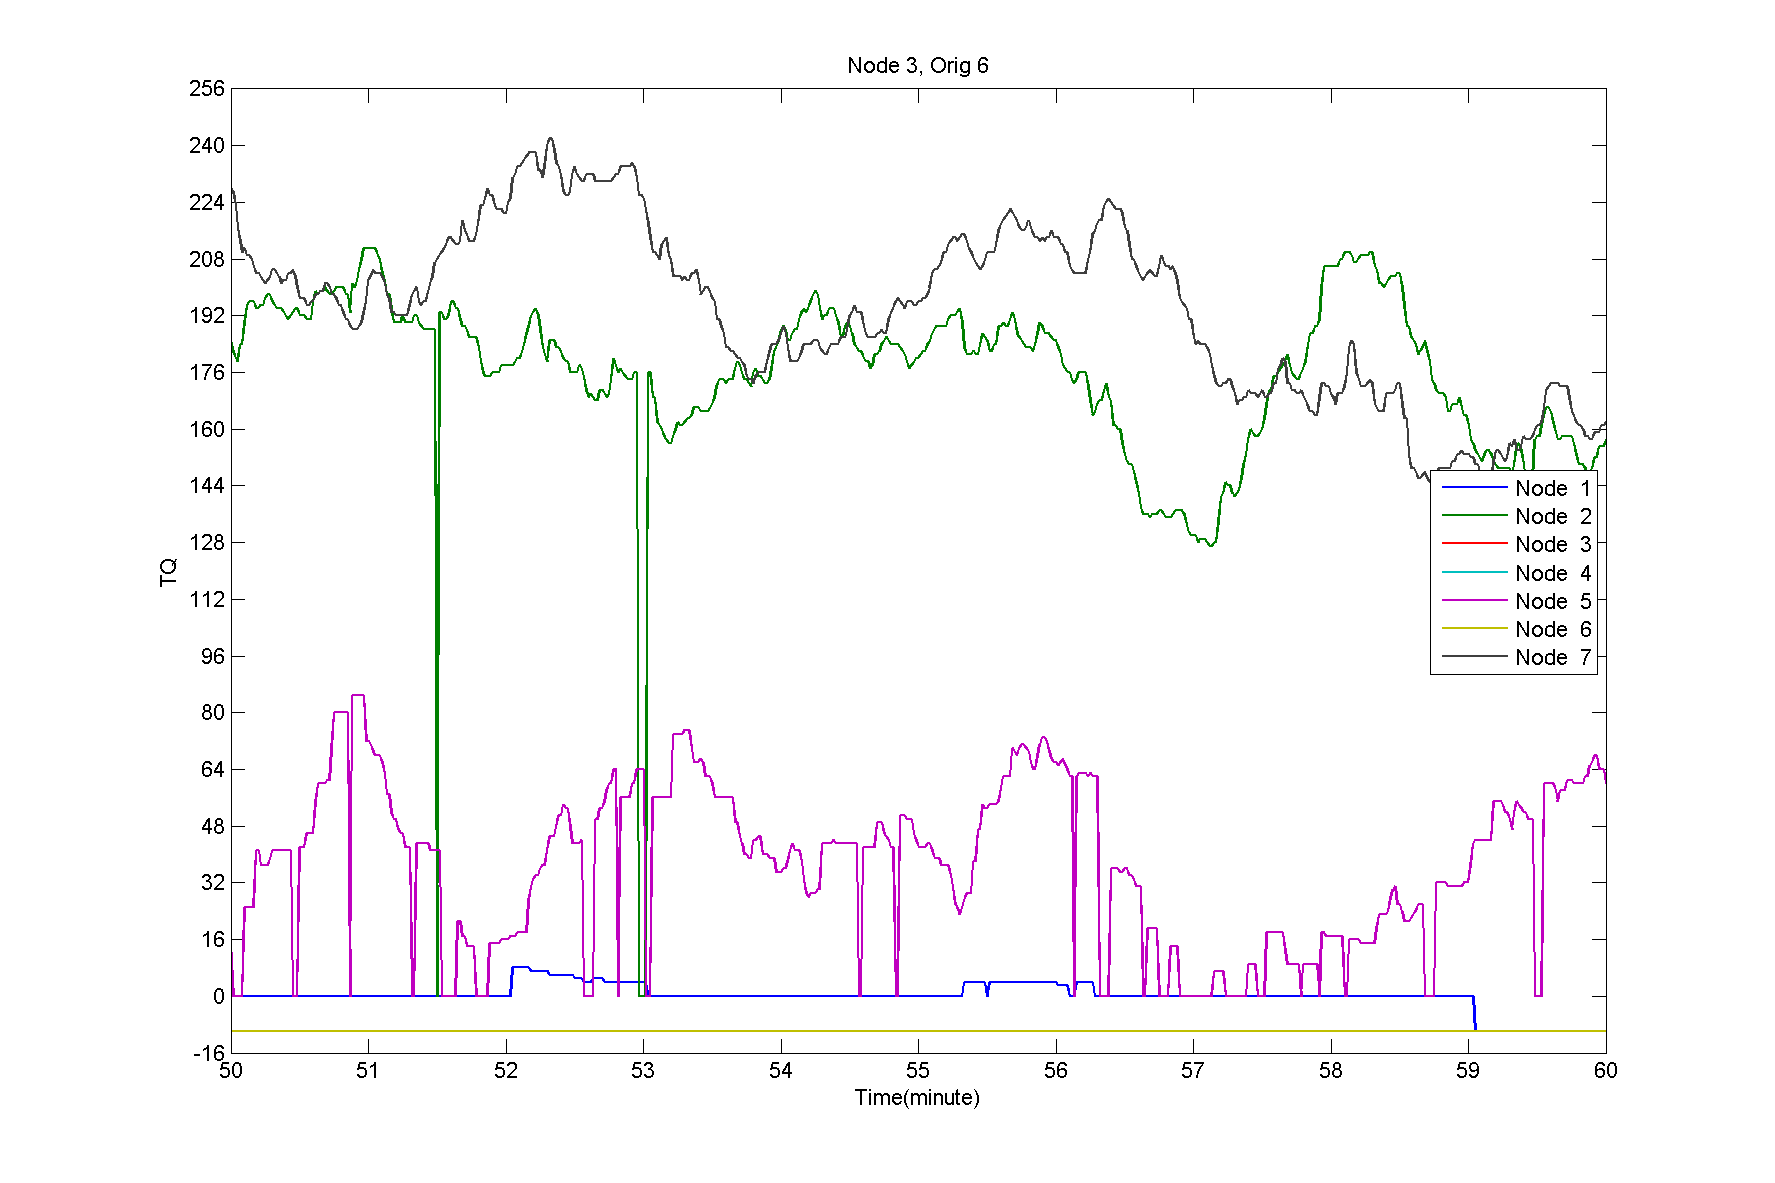 Node 3, Orig 6
256
240
224
208
192
176
160
144
128
112
96
80
64
48
32
16
0
-16
TQ
Node 1
Node 2
Node 3
Node 4
Node 5
Node 6
Node 7
50 51 52 53 54 55 56 57 58 59 60
Time(minute)